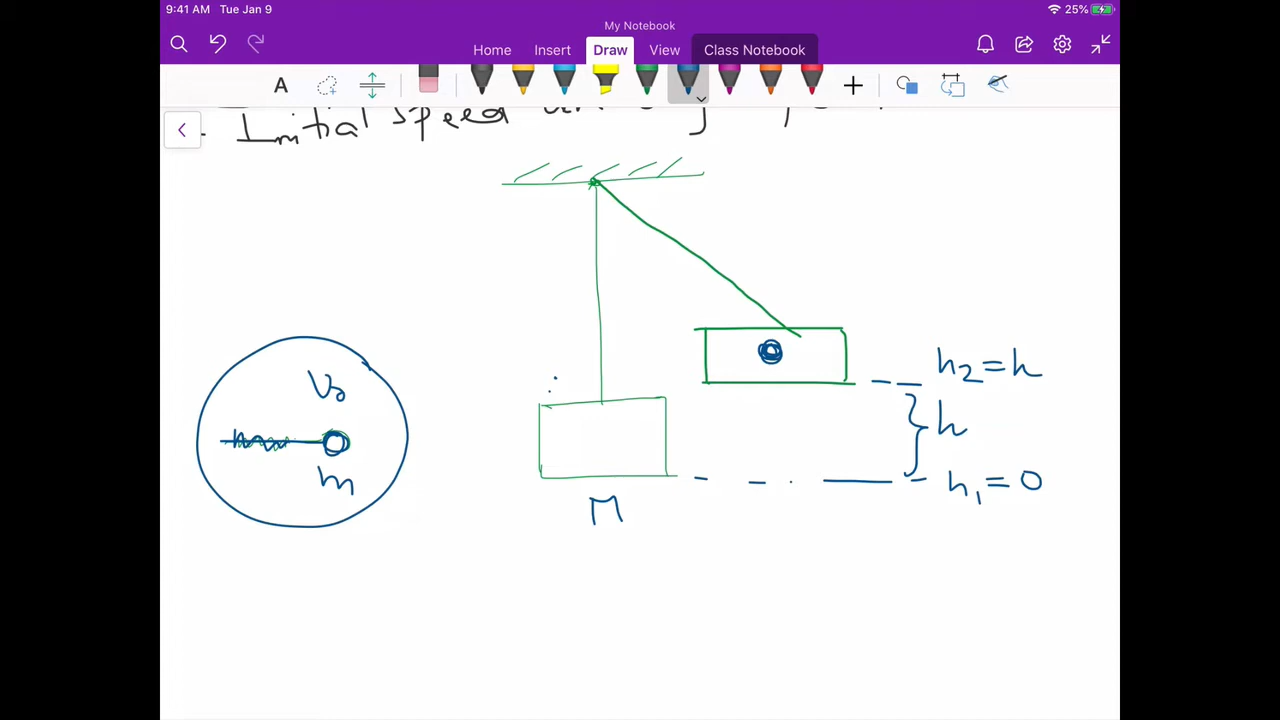 9:41 AM Tue Jan 9
25%
My Notebook
Home Insert Draw View Class Notebook
A
Initial speed
h₂ = h
V₀
h
m
h₁ = 0
M